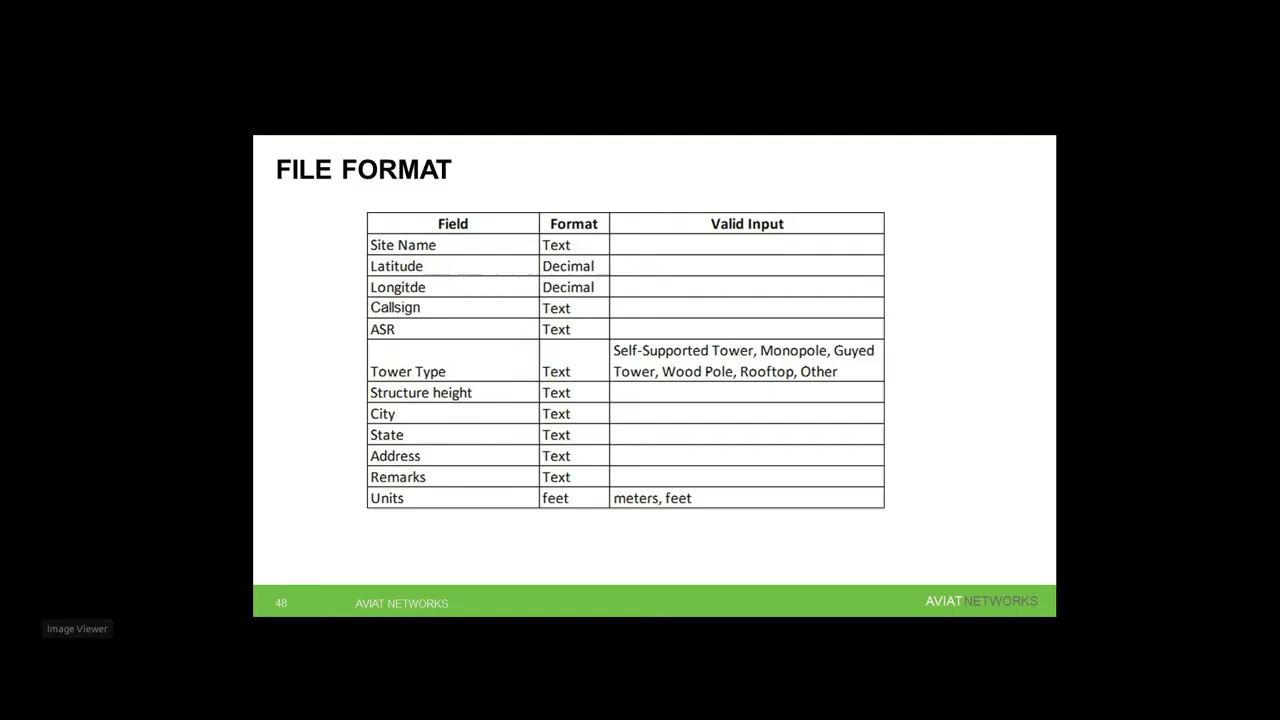 FILE FORMAT
Field Format Valid Input
Site Name Text
Latitude Decimal
Longitde Decimal
Callsign Text
ASR Text
Self-Supported Tower, Monopole, Guyed
Tower Type Text Tower, Wood Pole, Rooftop, Other
Structure height Text
City Text
State Text
Address Text
Remarks Text
Units feet meters, feet
48 AVIAT NETWORKS AVIAT NETWORKS
Image Viewer